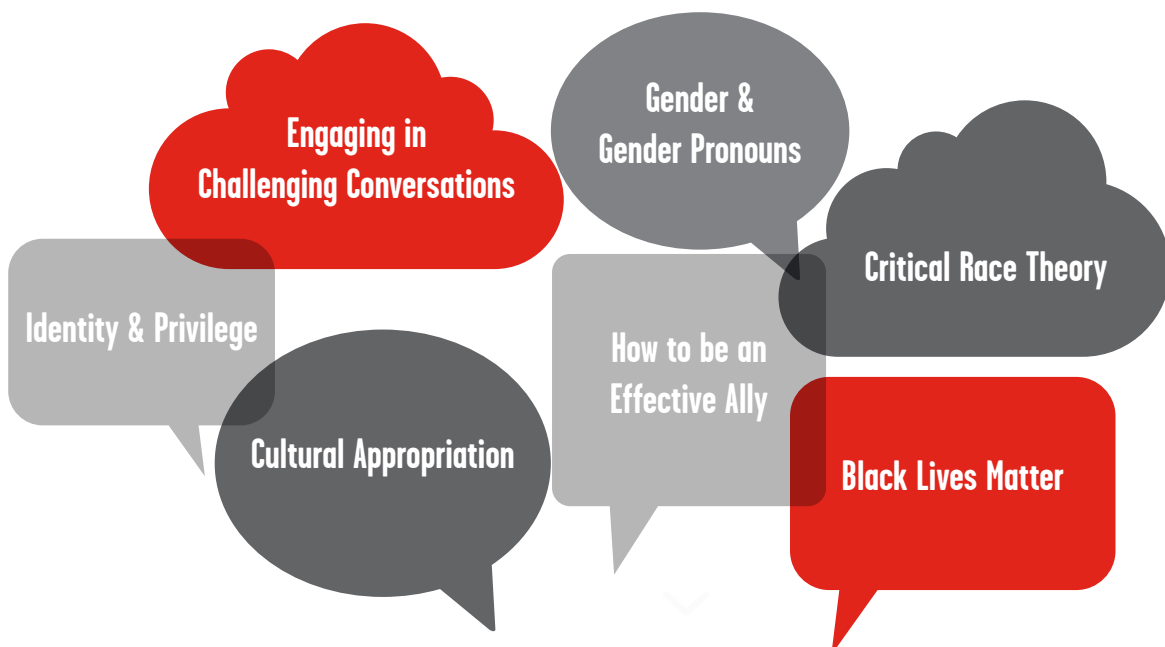 Engaging in
Challenging Conversations
Gender &
Gender Pronouns
Critical Race Theory
Identity & Privilege
How to be an
Effective Ally
Cultural Appropriation
Black Lives Matter